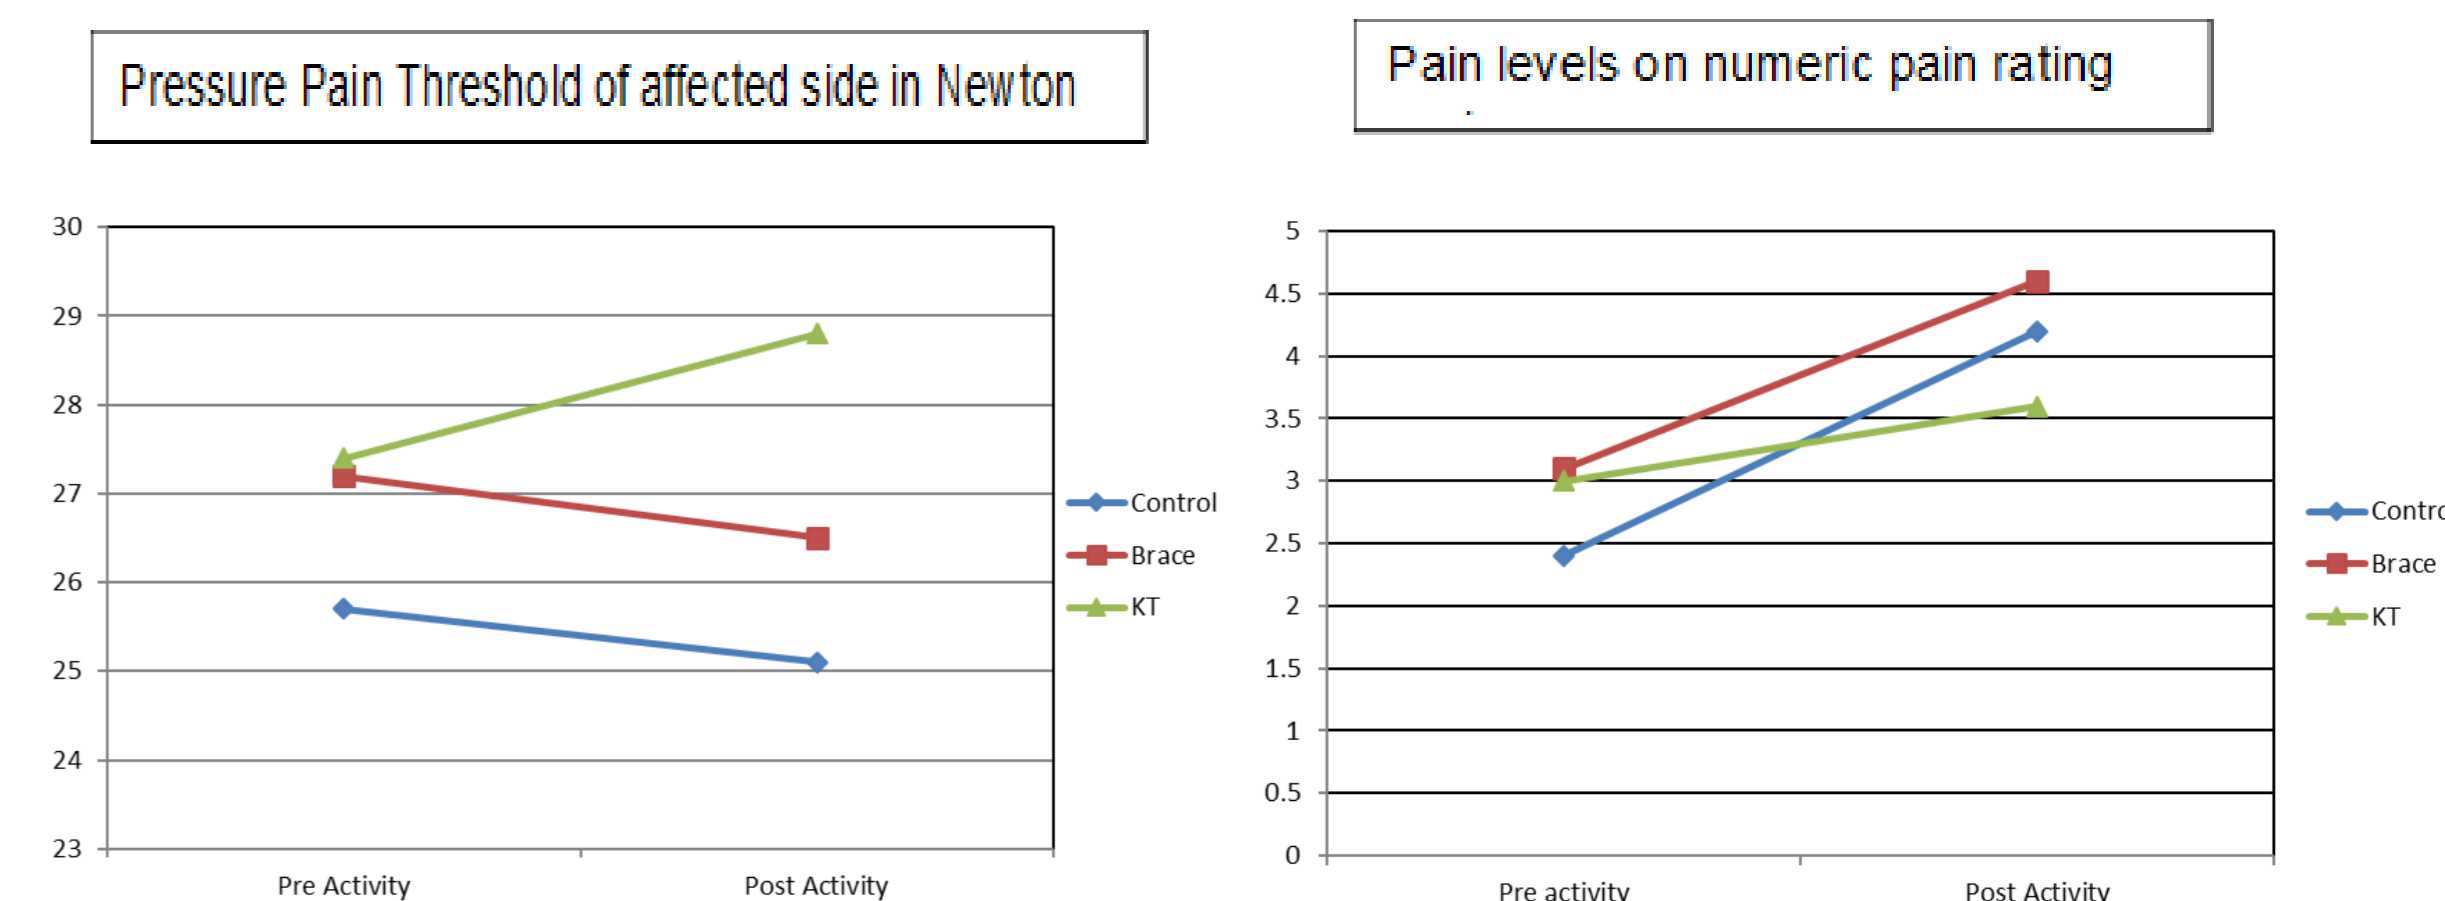 Pressure Pain Threshold of affected side in Newton
30
29
28
27
26
25
24
23
Pre Activity
Post Activity
Control
Brace
KT
Pain levels on numeric pain rating
5
4.5
4
3.5
3
2.5
2
1.5
1
0.5
0
Pre activity
Post Activity
Contro
Brace
KT